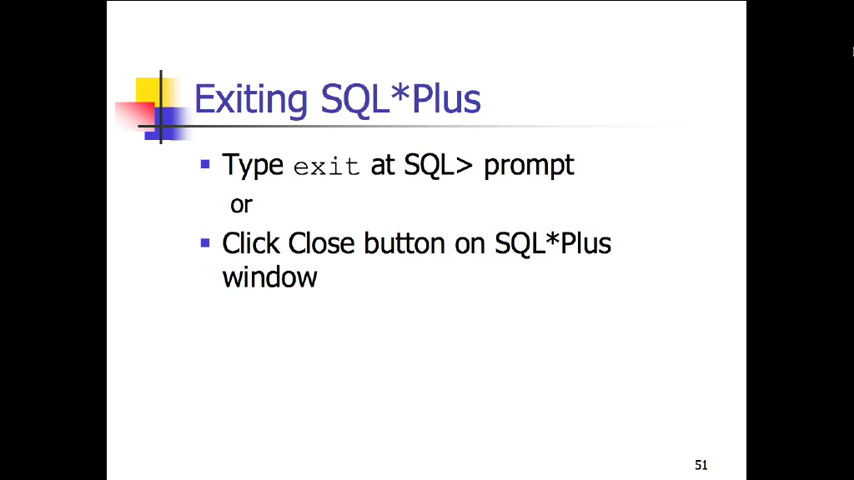 Exiting SQL*Plus
Type exit at SQL> prompt
or
Click Close button on SQL*Plus
window
51